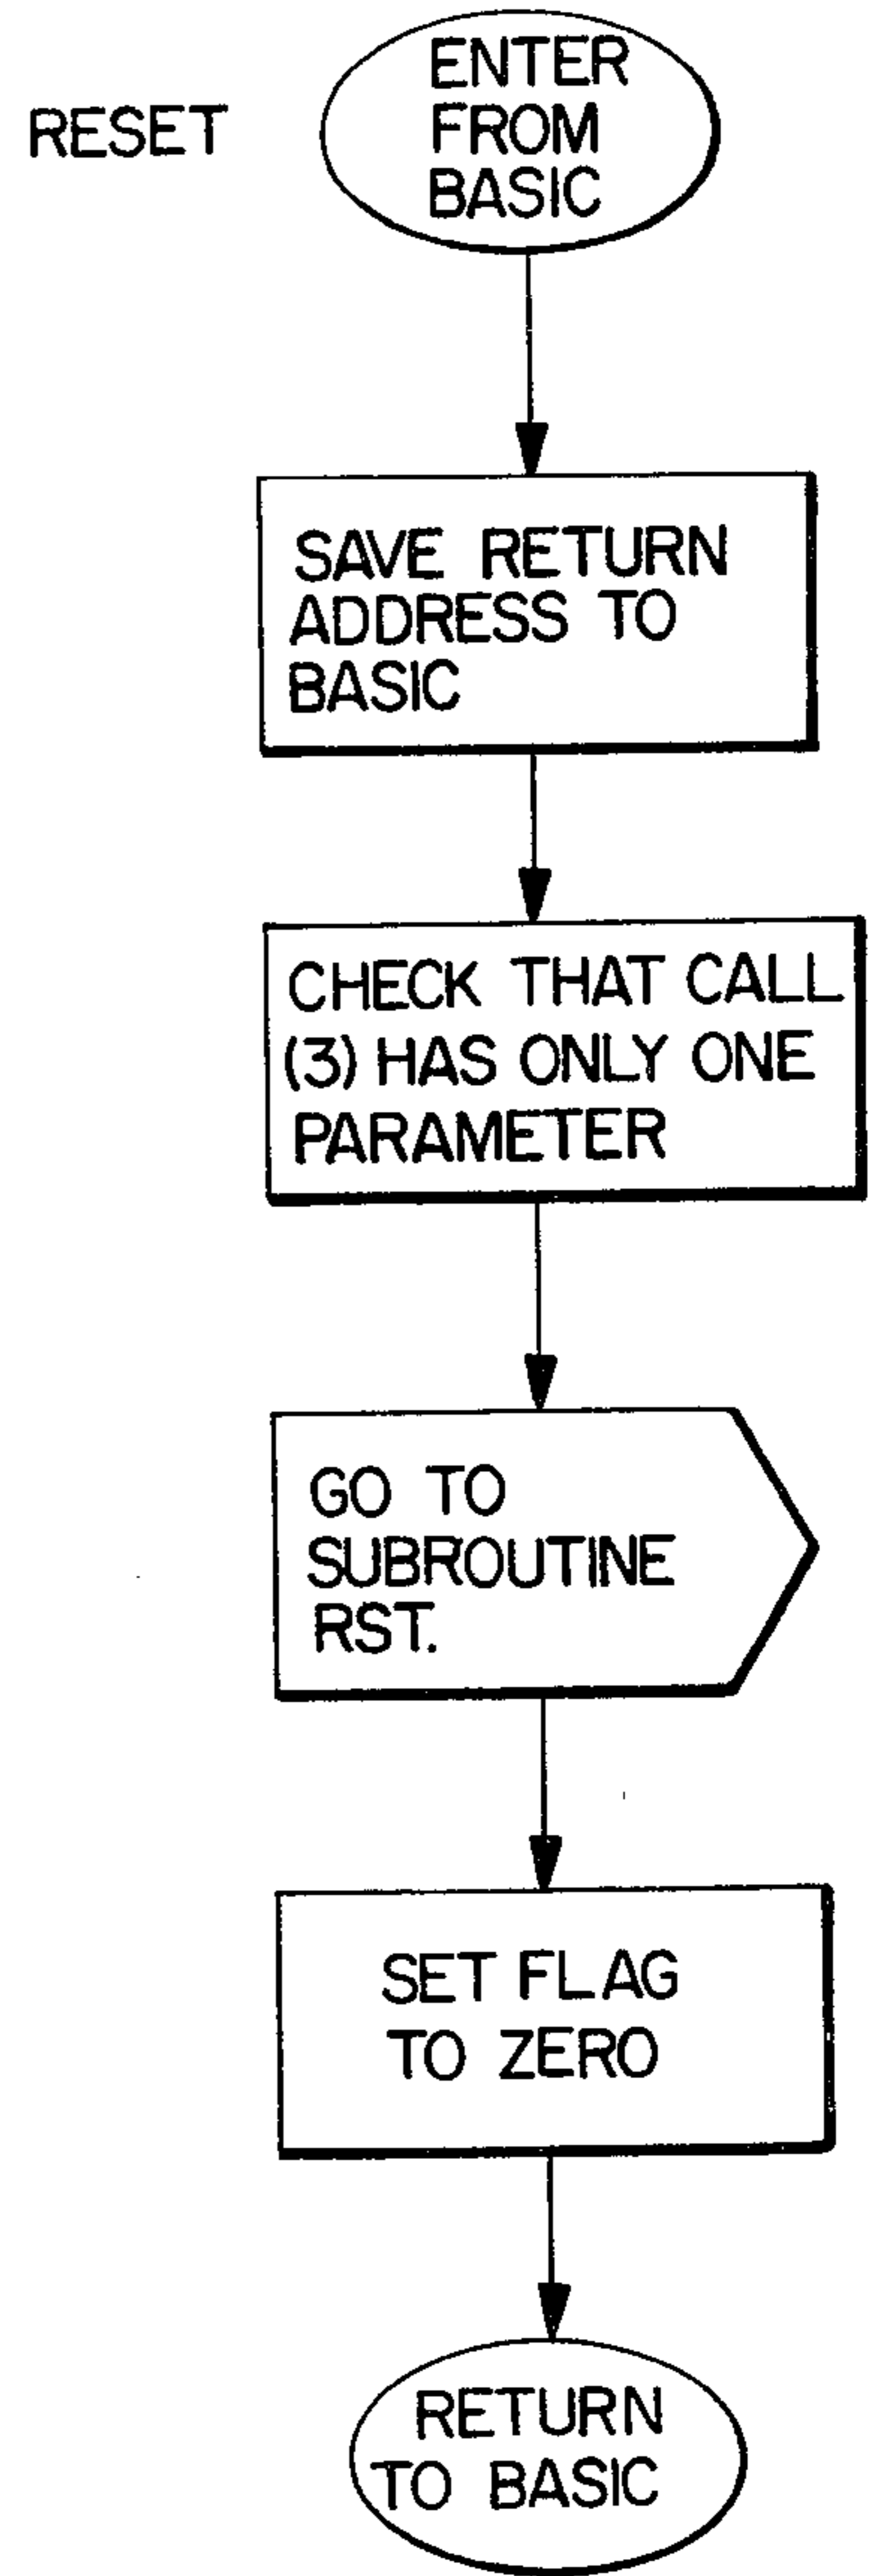 RESET
ENTER
FROM
BASIC
SAVE RETURN
ADDRESS TO
BASIC
CHECK THAT CALL
(3) HAS ONLY ONE
PARAMETER
GO TO
SUBROUTINE
RST.
SET FLAG
TO ZERO
RETURN
TO BASIC